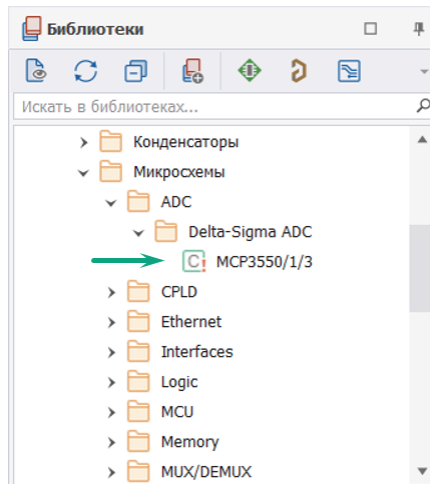 Библиотеки
Искать в библиотеках...
Конденсаторы
Микросхемы
ADC
Delta-Sigma ADC
C! MCP3550/1/3
CPLD
Ethernet
Interfaces
Logic
MCU
Memory
MUX/DEMUX